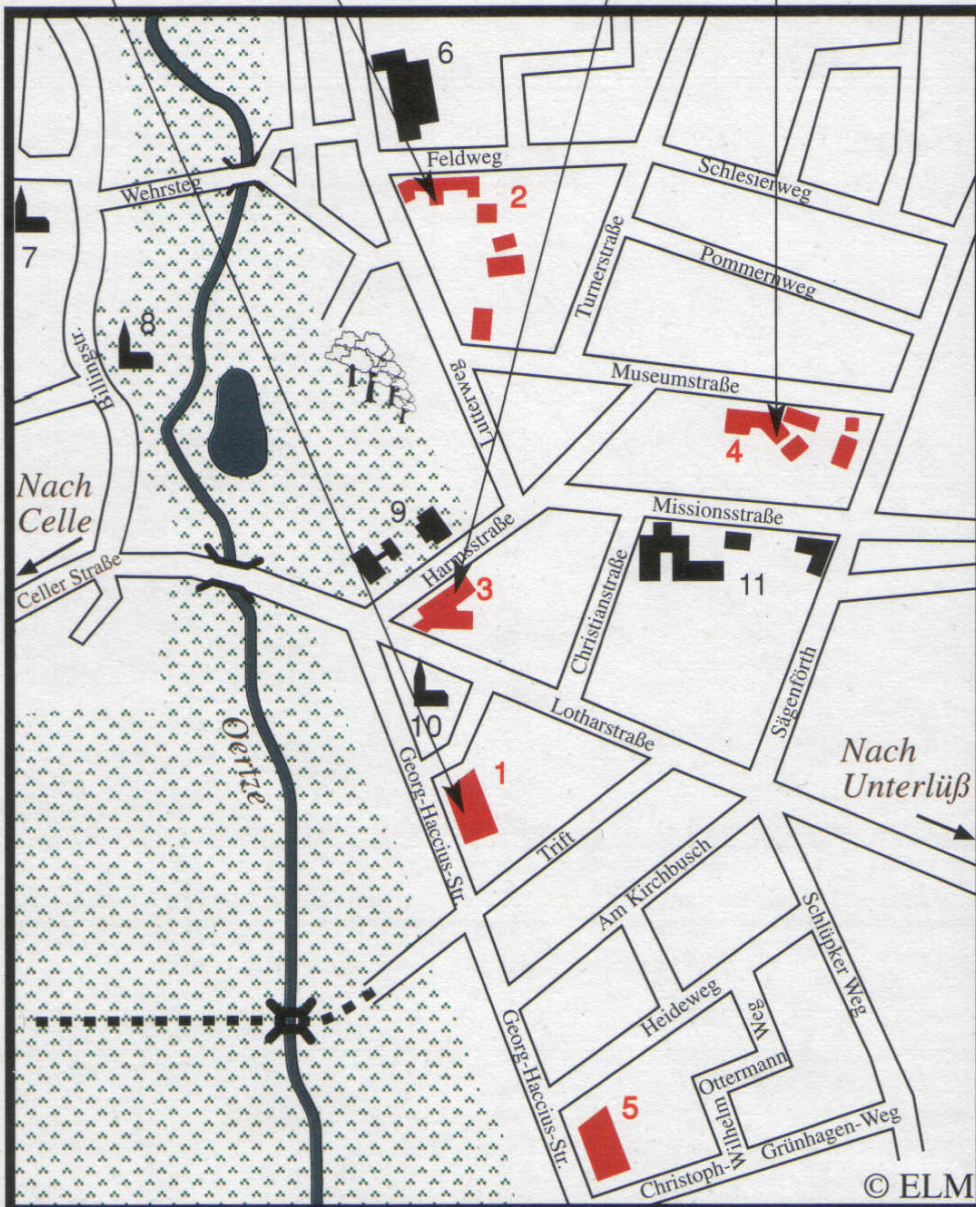 6
Feldweg
Wehrsteg
Schlesierweg
2
7
Turnerstraße
Pommernweg
8
Billingstr.
Museumstraße
Lutterweg
4
Nach
Celle
9
Missionsstraße
Harmsstraße
Celler Straße
3
11
Christianstraße
10
Lotharstraße
Sägenförth
Oertze
Nach
Unterlüß
1
Georg-Haccius-Str.
Trift
Am Kirchbusch
Schlüpker Weg
Heideweg
Georg-Haccius-Str.
5
Christoph-
Wilhelm
Ottermann
Weg
Grünhagen-Weg
© ELM